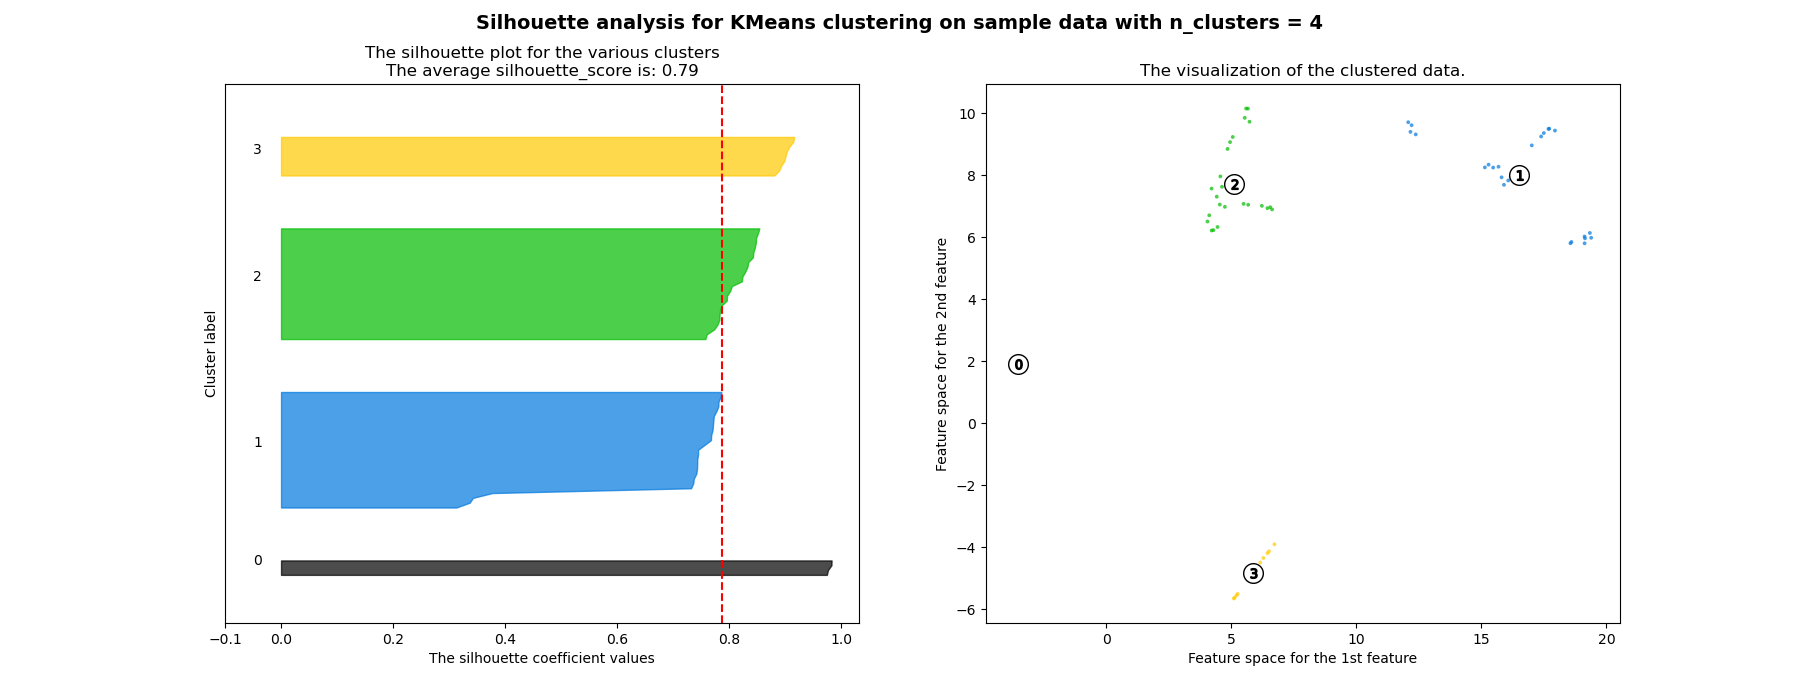 Silhouette analysis for KMeans clustering on sample data with n_clusters = 4
The silhouette plot for the various clusters
The average silhouette_score is: 0.79
3
2
1
0
Cluster label
−0.1 0.0 0.2 0.4 0.6 0.8 1.0
The silhouette coefficient values
The visualization of the clustered data.
10
8
6
4
2
0
−2
−4
−6
Feature space for the 2nd feature
2
1
0
3
0 5 10 15 20
Feature space for the 1st feature